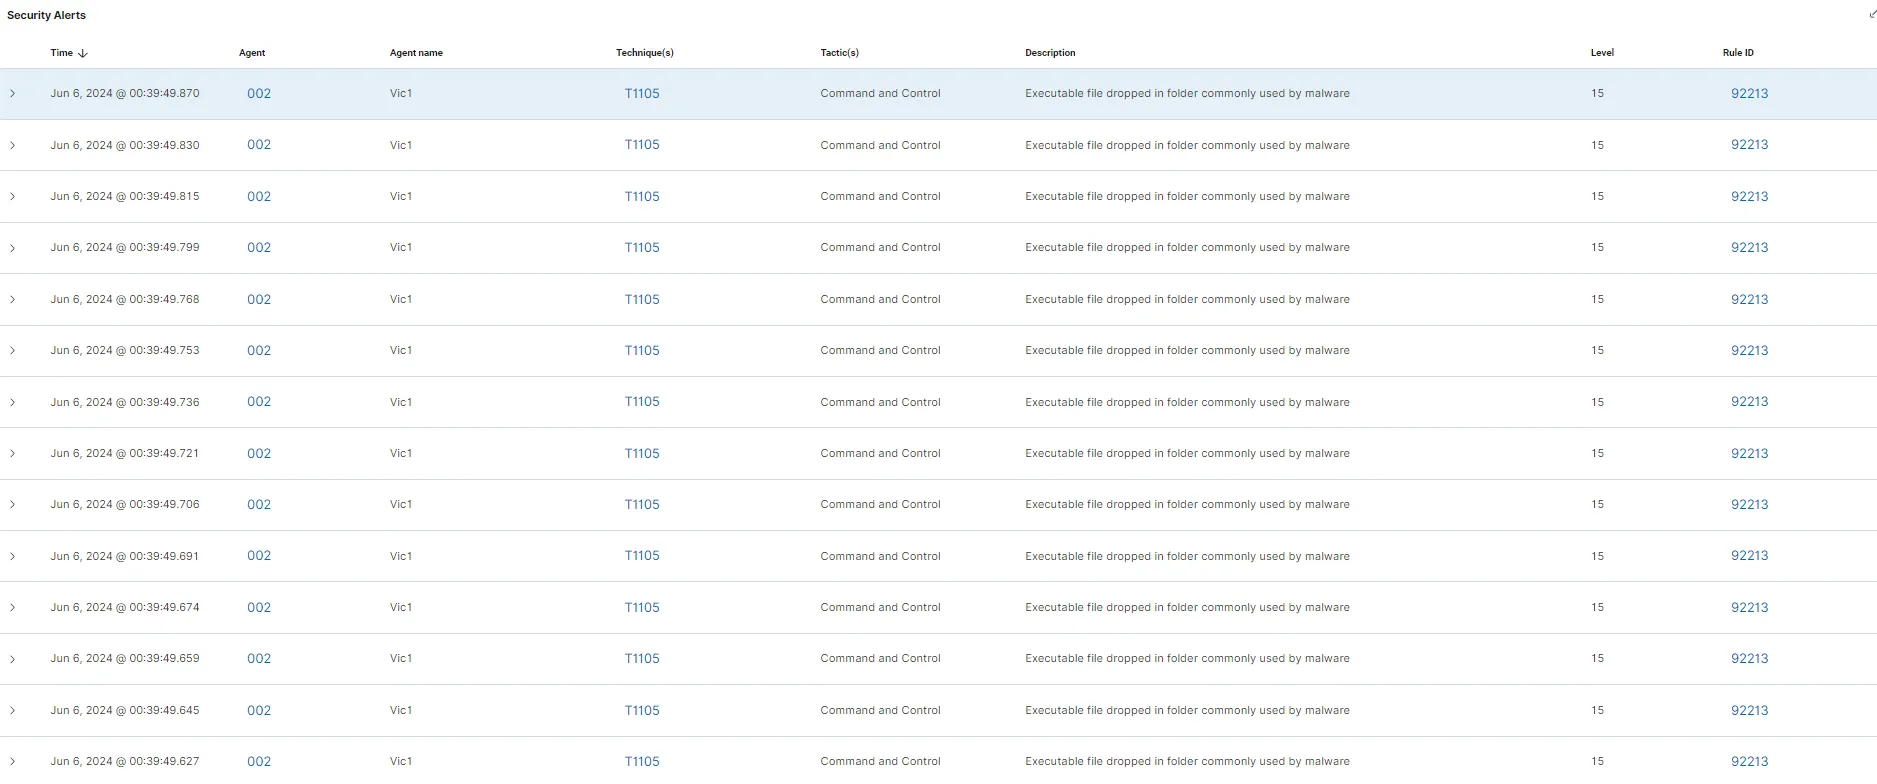 Security Alerts
Time Agent Agent name Technique(s) Tactic(s) Description Level Rule ID
Jun 6, 2024 @ 00:39:49.870 002 Vic1 T1105 Command and Control Executable file dropped in folder commonly used by malware 15 92213
Jun 6, 2024 @ 00:39:49.830 002 Vic1 T1105 Command and Control Executable file dropped in folder commonly used by malware 15 92213
Jun 6, 2024 @ 00:39:49.815 002 Vic1 T1105 Command and Control Executable file dropped in folder commonly used by malware 15 92213
Jun 6, 2024 @ 00:39:49.799 002 Vic1 T1105 Command and Control Executable file dropped in folder commonly used by malware 15 92213
Jun 6, 2024 @ 00:39:49.768 002 Vic1 T1105 Command and Control Executable file dropped in folder commonly used by malware 15 92213
Jun 6, 2024 @ 00:39:49.753 002 Vic1 T1105 Command and Control Executable file dropped in folder commonly used by malware 15 92213
Jun 6, 2024 @ 00:39:49.736 002 Vic1 T1105 Command and Control Executable file dropped in folder commonly used by malware 15 92213
Jun 6, 2024 @ 00:39:49.721 002 Vic1 T1105 Command and Control Executable file dropped in folder commonly used by malware 15 92213
Jun 6, 2024 @ 00:39:49.706 002 Vic1 T1105 Command and Control Executable file dropped in folder commonly used by malware 15 92213
Jun 6, 2024 @ 00:39:49.691 002 Vic1 T1105 Command and Control Executable file dropped in folder commonly used by malware 15 92213
Jun 6, 2024 @ 00:39:49.674 002 Vic1 T1105 Command and Control Executable file dropped in folder commonly used by malware 15 92213
Jun 6, 2024 @ 00:39:49.659 002 Vic1 T1105 Command and Control Executable file dropped in folder commonly used by malware 15 92213
Jun 6, 2024 @ 00:39:49.645 002 Vic1 T1105 Command and Control Executable file dropped in folder commonly used by malware 15 92213
Jun 6, 2024 @ 00:39:49.627 002 Vic1 T1105 Command and Control Executable file dropped in folder commonly used by malware 15 92213